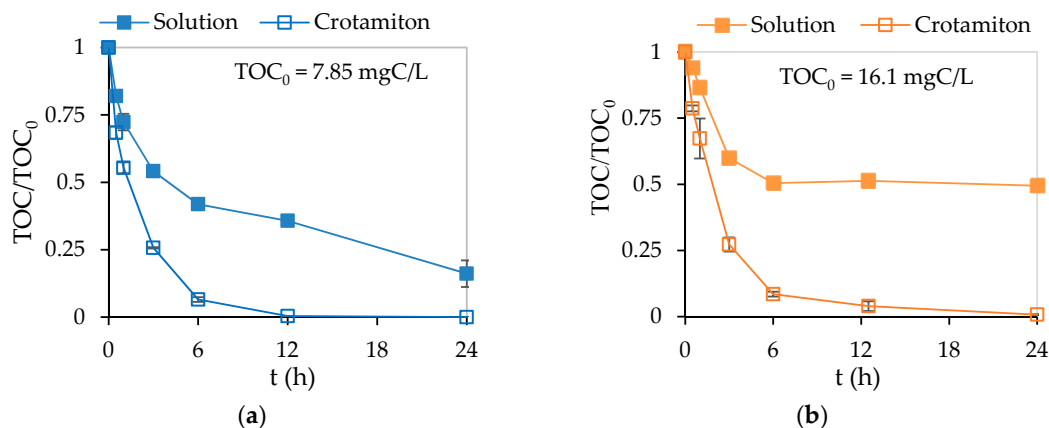 Solution Crotamiton
TOC₀ = 7.85 mgC/L
TOC/TOC₀
1
0.75
0.5
0.25
0
0 6 12 18 24
t (h)
(a)
Solution Crotamiton
TOC₀ = 16.1 mgC/L
TOC/TOC₀
1
0.75
0.5
0.25
0
0 6 12 18 24
t (h)
(b)